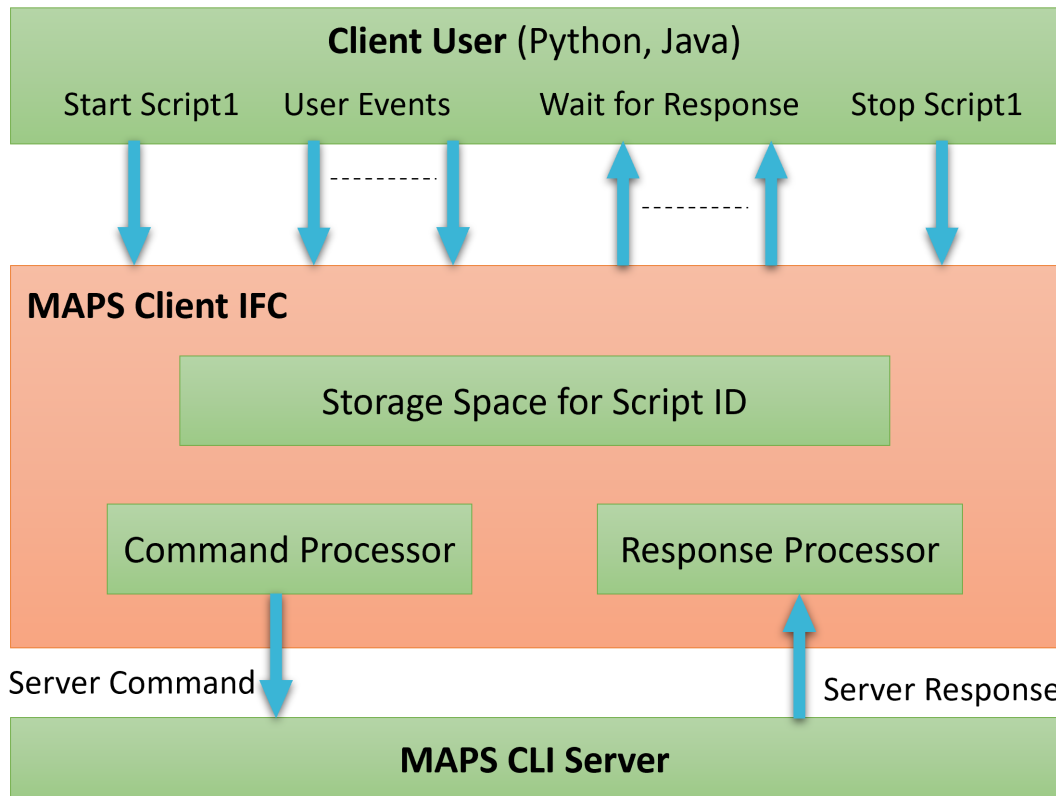 Client User (Python, Java)
Start Script1 User Events Wait for Response Stop Script1
MAPS Client IFC
Storage Space for Script ID
Command Processor Response Processor
Server Command Server Response
MAPS CLI Server